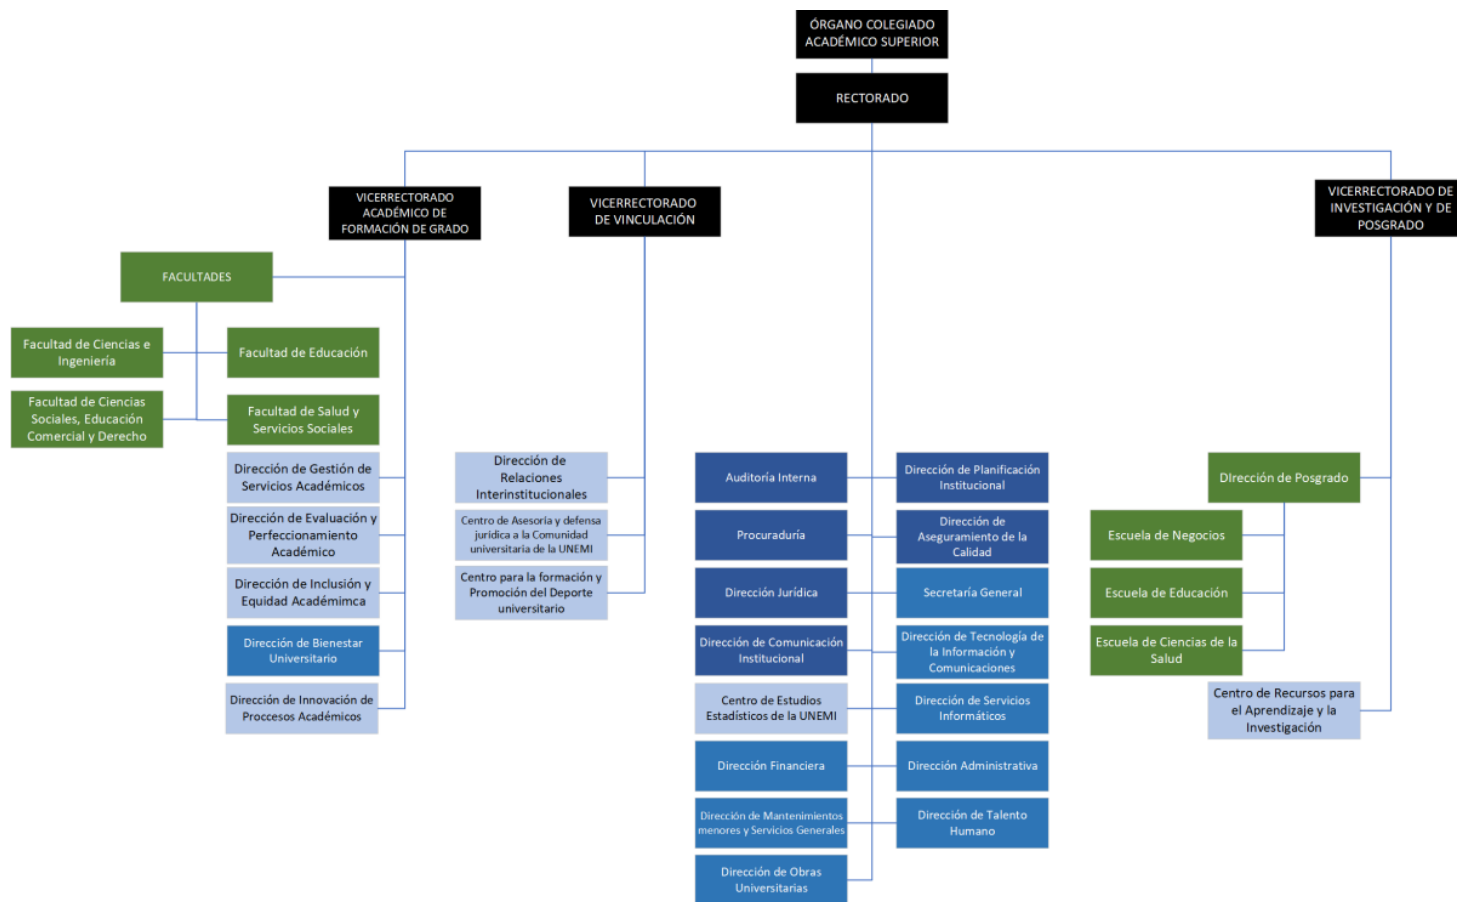 ÓRGANO COLEGIADO
ACADÉMICO SUPERIOR
RECTORADO
VICERRECTORADO
ACADÉMICO DE
FORMACIÓN DE GRADO
VICERRECTORADO
DE VINCULACIÓN
VICERRECTORADO DE
INVESTIGACIÓN Y DE
POSGRADO
FACULTADES
Facultad de Ciencias e
Ingeniería
Facultad de Educación
Facultad de Ciencias
Sociales, Educación
Comercial y Derecho
Facultad de Salud y
Servicios Sociales
Dirección de Gestión de
Servicios Académicos
Dirección de Evaluación y
Perfeccionamiento
Académico
Dirección de Inclusión y
Equidad Académimca
Dirección de Bienestar
Universitario
Dirección de Innovación de
Proccesos Académicos
Dirección de
Relaciones
Interinstitucionales
Centro de Asesoria y defensa
jurídica a la Comunidad
universitaria de la UNEMI
Centro para la formación y
Promoción del Deporte
universitario
Auditoría Interna
Dirección de Planificación
Institucional
Procuraduría
Dirección de
Aseguramiento de la
Calidad
Dirección Jurídica
Secretaría General
Dirección de Comunicación
Institucional
Dirección de Tecnología de
la Información y
Comunicaciones
Centro de Estudios
Estadísticos de la UNEMI
Dirección de Servicios
Informáticos
Dirección Financiera
Dirección Administrativa
Dirección de Mantenimientos
menores y Servicios Generales
Dirección de Talento
Humano
Dirección de Obras
Universitarias
DIrección de Posgrado
Escuela de Negocios
Escuela de Educación
Escuela de Ciencias de la
Salud
Centro de Recursos para
el Aprendizaje y la
Investigación